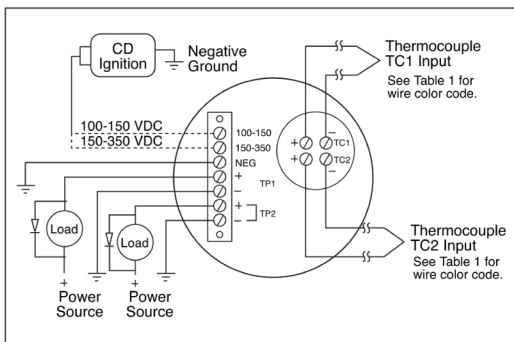 CD
Ignition
Negative
Ground
Thermocouple
TC1 Input
See Table 1 for
wire color code.
100-150 VDC
150-350 VDC
100-150
150-350
NEG
+
TP1
−
+
TP2
−
+ − TC1
+ TC2
−
Load
Load
+
Power
Source
+
Power
Source
Thermocouple
TC2 Input
See Table 1 for
wire color code.